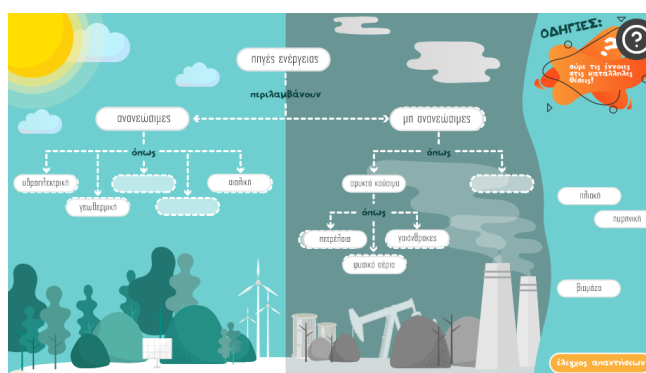 ΟΔΗΓΙΕΣ:
σύρε τις έννοιες
στις κατάλληλες
θέσεις!
πηγές ενέργειας
περιλαμβάνουν
ανανεώσιμες
μη ανανεώσιμες
όπως
όπως
υδροηλεκτρική
αιολική
ορυκτά καύσιμα
γεωθερμική
όπως
πετρέλαιο
γαιάνθρακες
φυσικό αέριο
ηλιακή
πυρηνική
βιομάζα
έλεγχος απαντήσεων